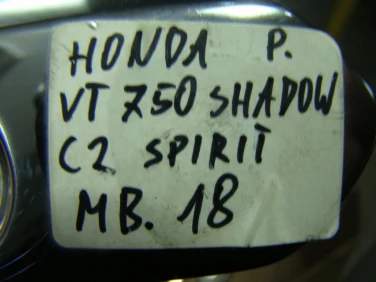 HONDA P.
VT 750 SHADOW
C2 SPIRIT
MB. 18